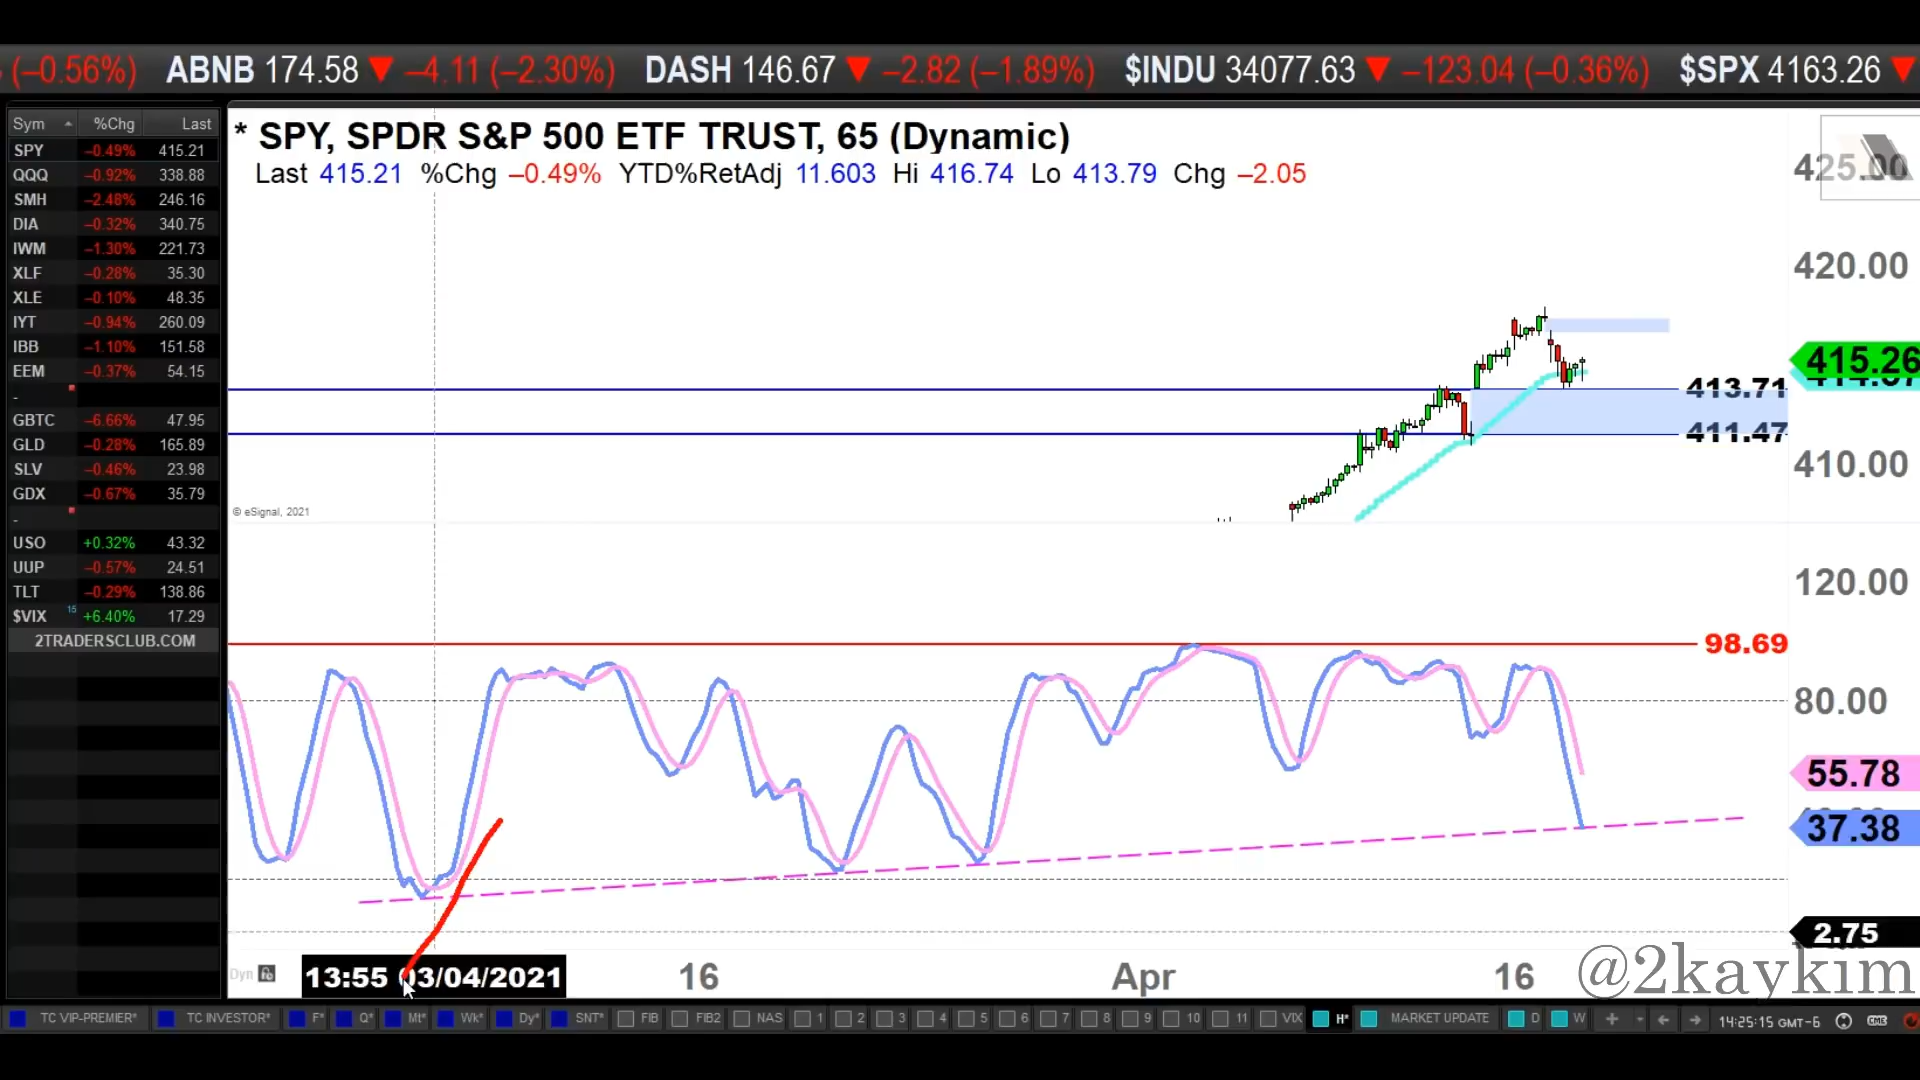 (–0.56%) ABNB 174.58 ▼ –4.11 (–2.30%) DASH 146.67 ▼ –2.82 (–1.89%) $INDU 34077.63 ▼ –123.04 (–0.36%) $SPX 4163.26 ▼
Sym %Chg Last
SPY –0.49% 415.21
QQQ –0.92% 338.88
SMH –2.48% 246.16
DIA –0.32% 340.75
IWM –1.30% 221.73
XLF –0.28% 35.30
XLE –0.10% 48.35
IYT –0.94% 260.09
IBB –1.10% 151.58
EEM –0.37% 54.15
-
GBTC –6.66% 47.95
GLD –0.28% 165.89
SLV –0.46% 23.98
GDX –0.67% 35.79
-
USO +0.32% 43.32
UUP –0.57% 24.51
TLT –0.29% 138.86
$VIX 15 +6.40% 17.29
2TRADERSCLUB.COM
* SPY, SPDR S&P 500 ETF TRUST, 65 (Dynamic)
Last 415.21 %Chg –0.49% YTD%RetAdj 11.603 Hi 416.74 Lo 413.79 Chg –2.05
425.00
420.00
415.26
413.71
411.47
410.00
© eSignal, 2021
120.00
98.69
80.00
55.78
37.38
2.75
Dyn
13:55 03/04/2021 16 Apr 16
@2kaykim
TC VIP-PREMIER* TC INVESTOR* F* Q* Mt* Wk* Dy* SNT* FIB FIB2 NAS 1 2 3 4 5 6 7 8 9 10 11 VIX H* MARKET UPDATE D W 14:25:15 GMT-6 CME